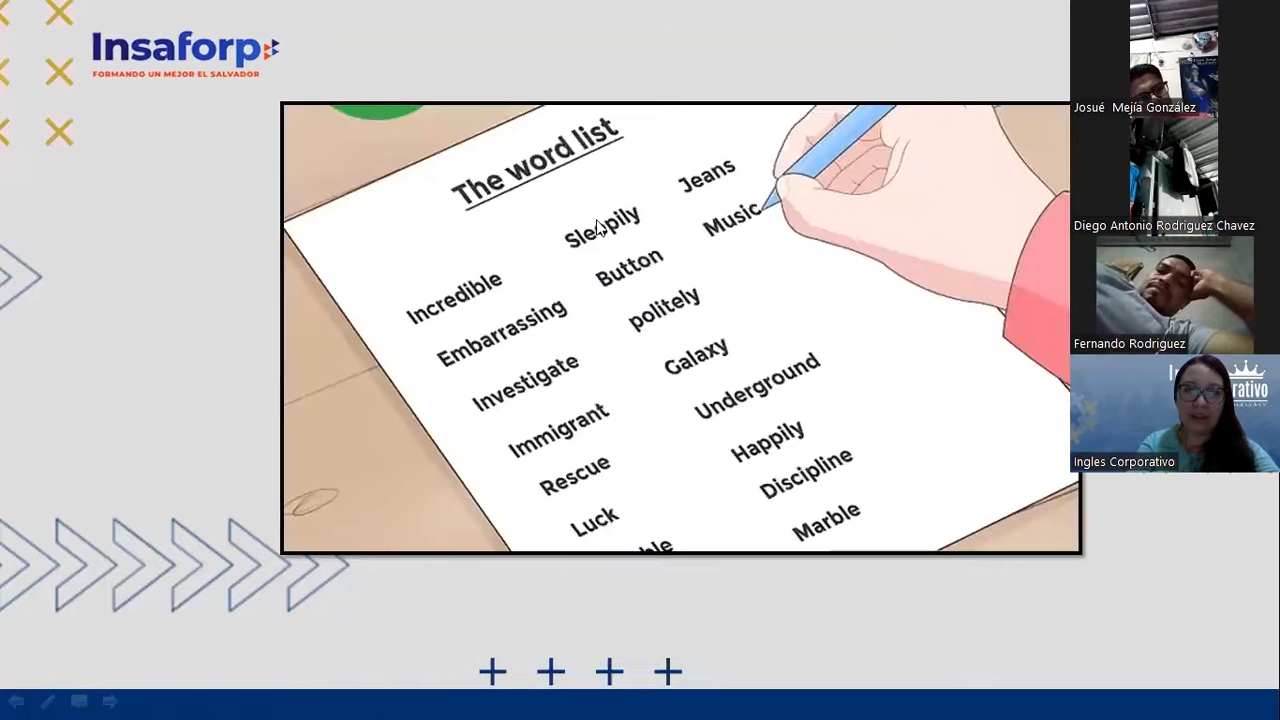 Insaforp
FORMANDO UN MEJOR EL SALVADOR
The word list
Incredible
Embarrassing
Investigate
Immigrant
Rescue
Luck
Sleepily
Button
politely
Galaxy
Underground
Happily
Discipline
Marble
Jeans
Music
Josué Mejía González
Diego Antonio Rodriguez Chavez
Fernando Rodriguez
Ingles Corporativo